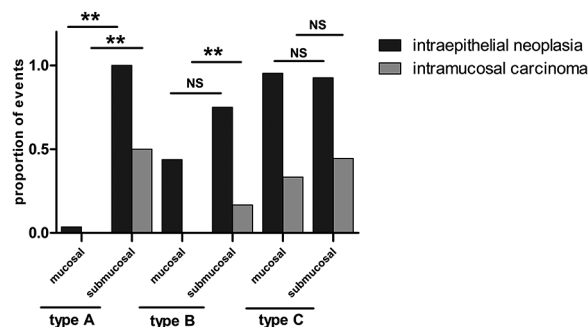 **
**
**
NS
NS
NS
intraepithelial neoplasia
intramucosal carcinoma
proportion of events
1.0
0.5
0.0
mucosal
submucosal
mucosal
submucosal
mucosal
submucosal
type A
type B
type C